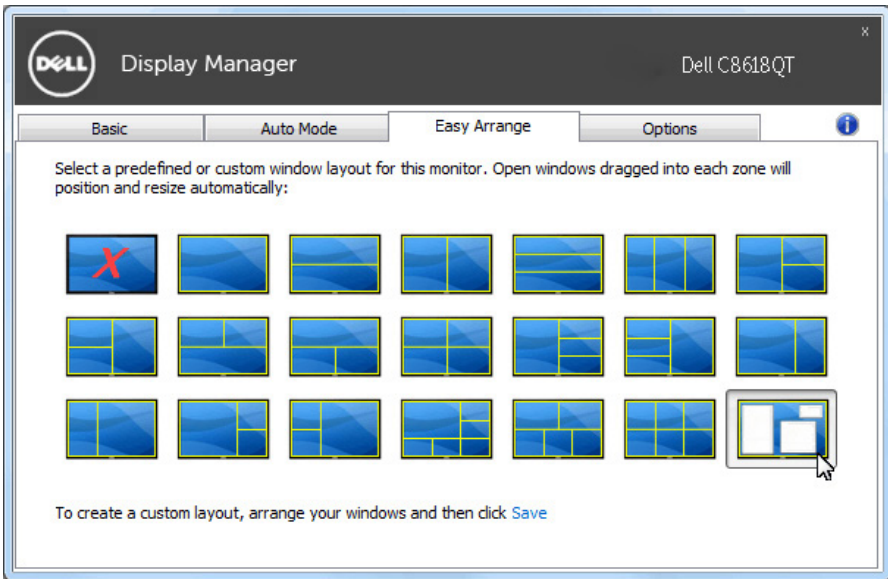 DELL
Display Manager
Dell C8618QT
x
Basic
Auto Mode
Easy Arrange
Options
i
Select a predefined or custom window layout for this monitor. Open windows dragged into each zone will
position and resize automatically:
X
To create a custom layout, arrange your windows and then click Save